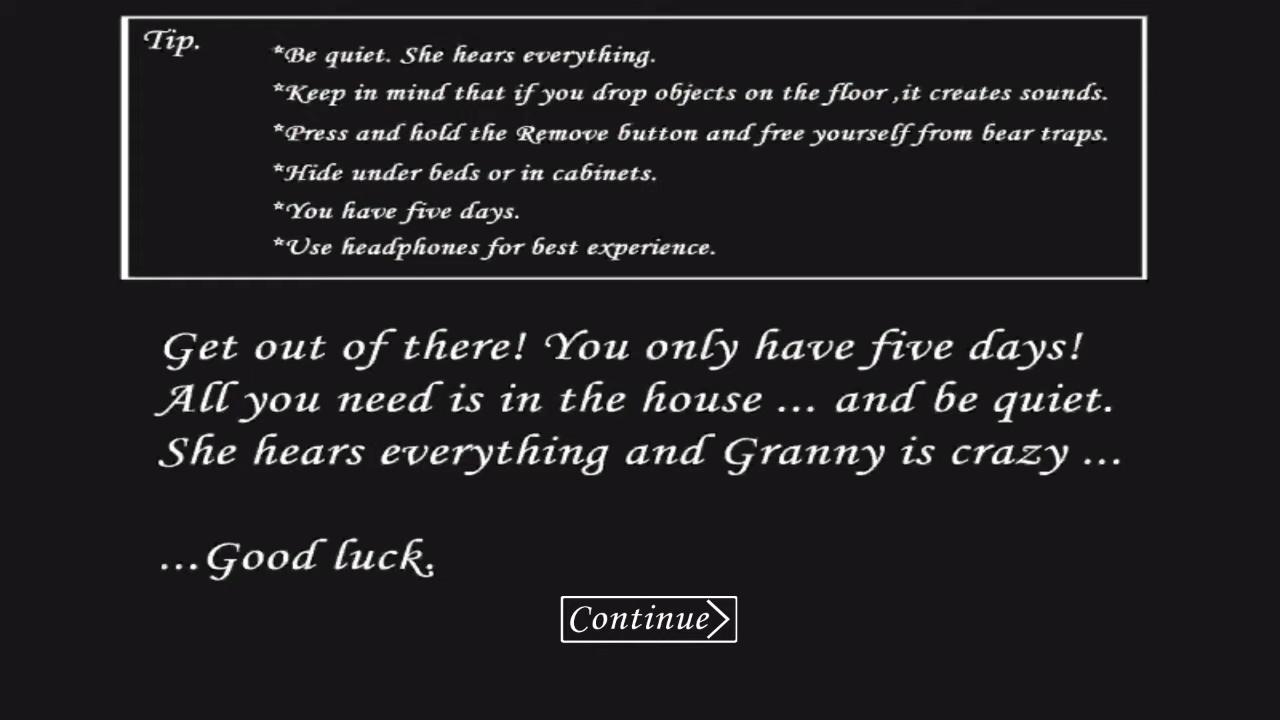 Tip.
*Be quiet. She hears everything.
*Keep in mind that if you drop objects on the floor ,it creates sounds.
*Press and hold the Remove button and free yourself from bear traps.
*Hide under beds or in cabinets.
*You have five days.
*Use headphones for best experience.
Get out of there! You only have five days!
All you need is in the house ... and be quiet.
She hears everything and Granny is crazy ...
...Good luck.
Continue>